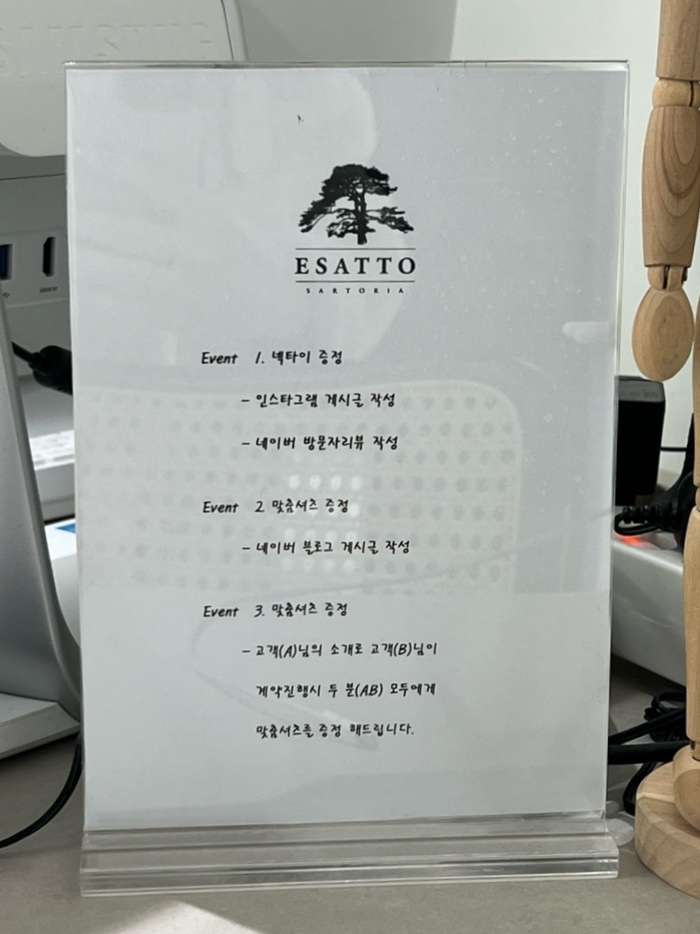 ESATTO
SARTORIA
Event 1. 넥타이 증정
- 인스타그램 게시글 작성
- 네이버 방문자리뷰 작성
Event 2. 맞춤셔츠 증정
- 네이버 블로그 게시글 작성
Event 3. 맞춤셔츠 증정
- 고객(A)님의 소개로 고객(B)님이
계약진행시 두 분(AB) 모두에게
맞춤셔츠를 증정 해드립니다.